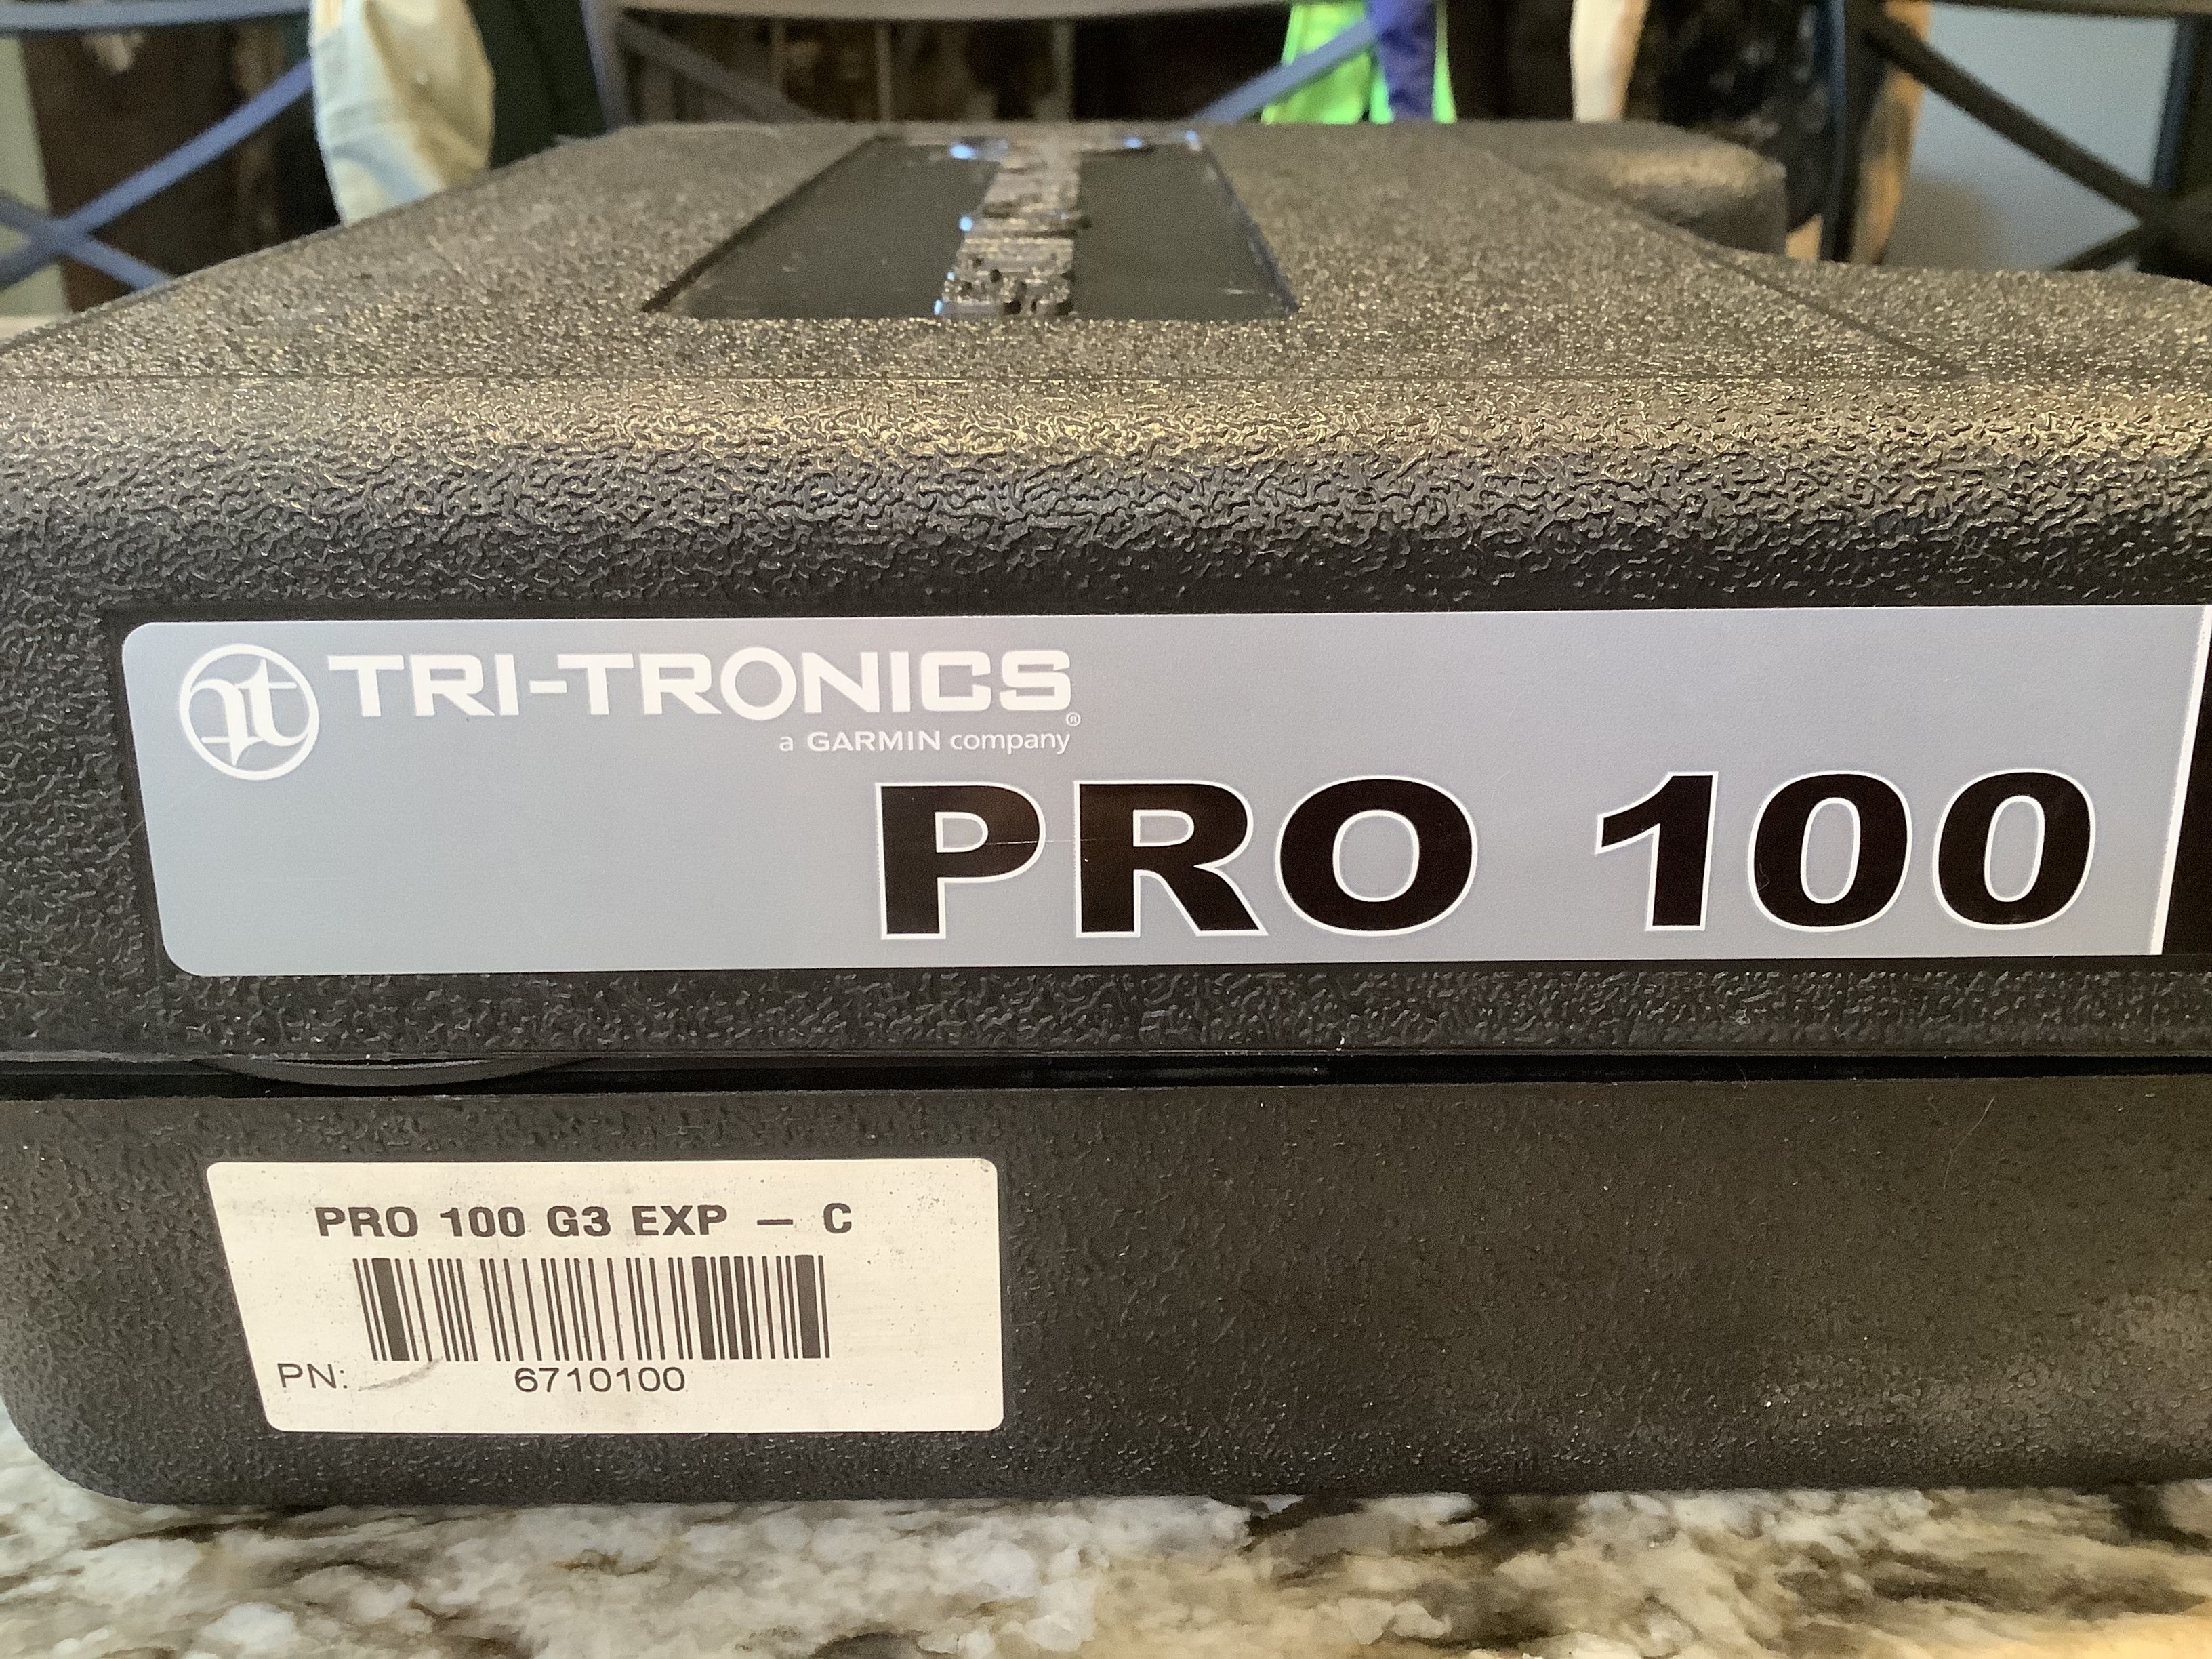 TRI-TRONICS®
a GARMIN company
PRO 100
PRO 100 G3 EXP – C
PN: 6710100